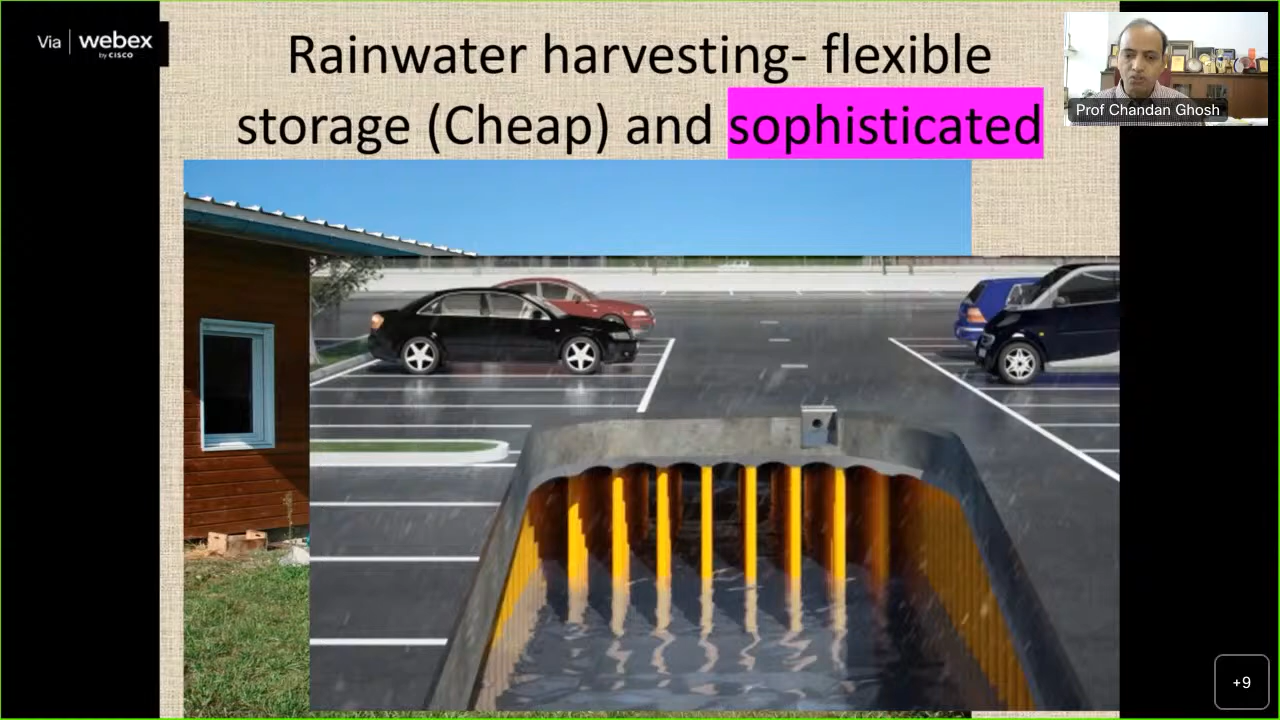 Via | webex
by CISCO
Rainwater harvesting- flexible
storage (Cheap) and sophisticated
Prof Chandan Ghosh
+9